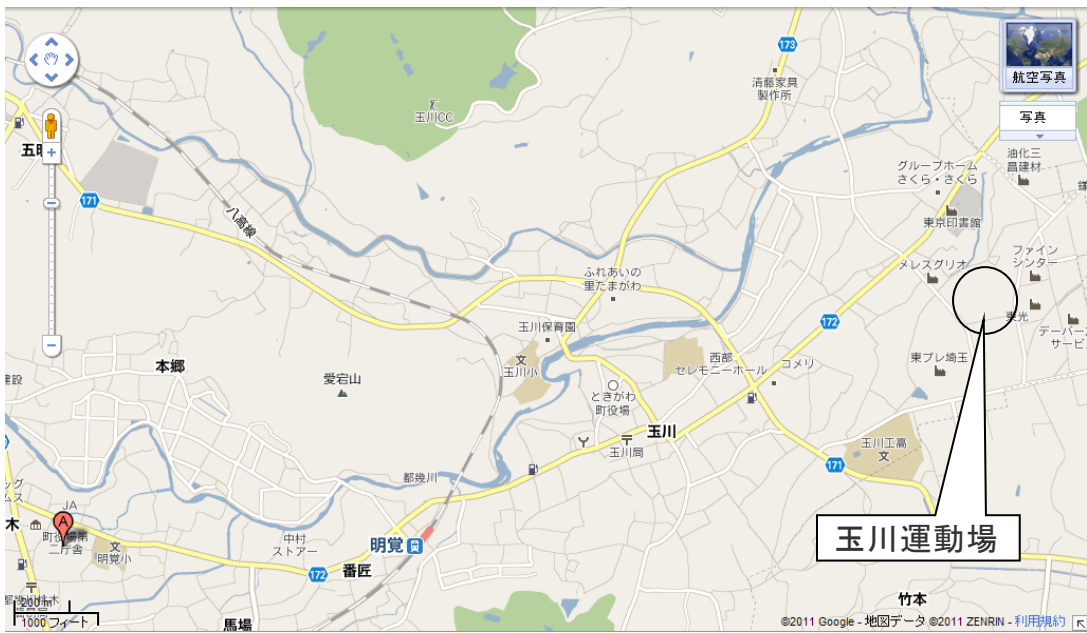 173
航空写真
清藤家具
製作所
写真
玉川CC
油化三
昌建材
グループホーム
さくら・さくら
171
八高線
東京印書館
ファイン
シンター
メレスグリオ
ふれあいの
里たまがわ
172
東光
玉川保育園
文
玉川小
西部
セレモニーホール
コメリ
東プレ埼玉
本郷
愛宕山
建設
ときがわ
町役場
玉川
玉川局
玉川工高
文
171
都幾川
JA
A
町役場第
二庁舎
文
明覚小
中村
ストアー
明覚
172
番匠
玉川運動場
200 m
1000 フィート
馬場
竹本
©2011 Google - 地図データ ©2011 ZENRIN - 利用規約